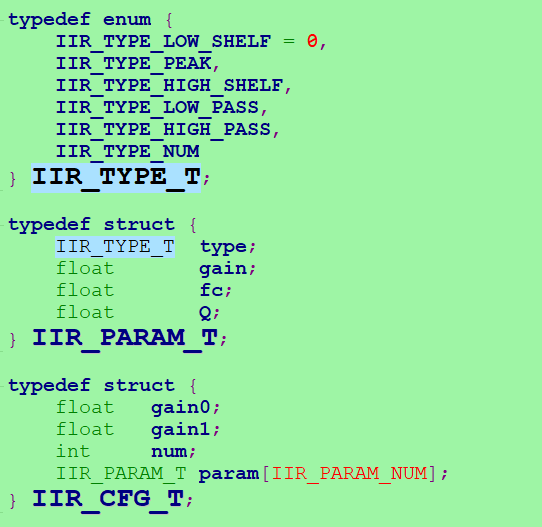 typedef enum {
    IIR_TYPE_LOW_SHELF = 0,
    IIR_TYPE_PEAK,
    IIR_TYPE_HIGH_SHELF,
    IIR_TYPE_LOW_PASS,
    IIR_TYPE_HIGH_PASS,
    IIR_TYPE_NUM
} IIR_TYPE_T;
typedef struct {
    IIR_TYPE_T  type;
    float       gain;
    float       fc;
    float       Q;
} IIR_PARAM_T;
typedef struct {
    float   gain0;
    float   gain1;
    int     num;
    IIR_PARAM_T param[IIR_PARAM_NUM];
} IIR_CFG_T;